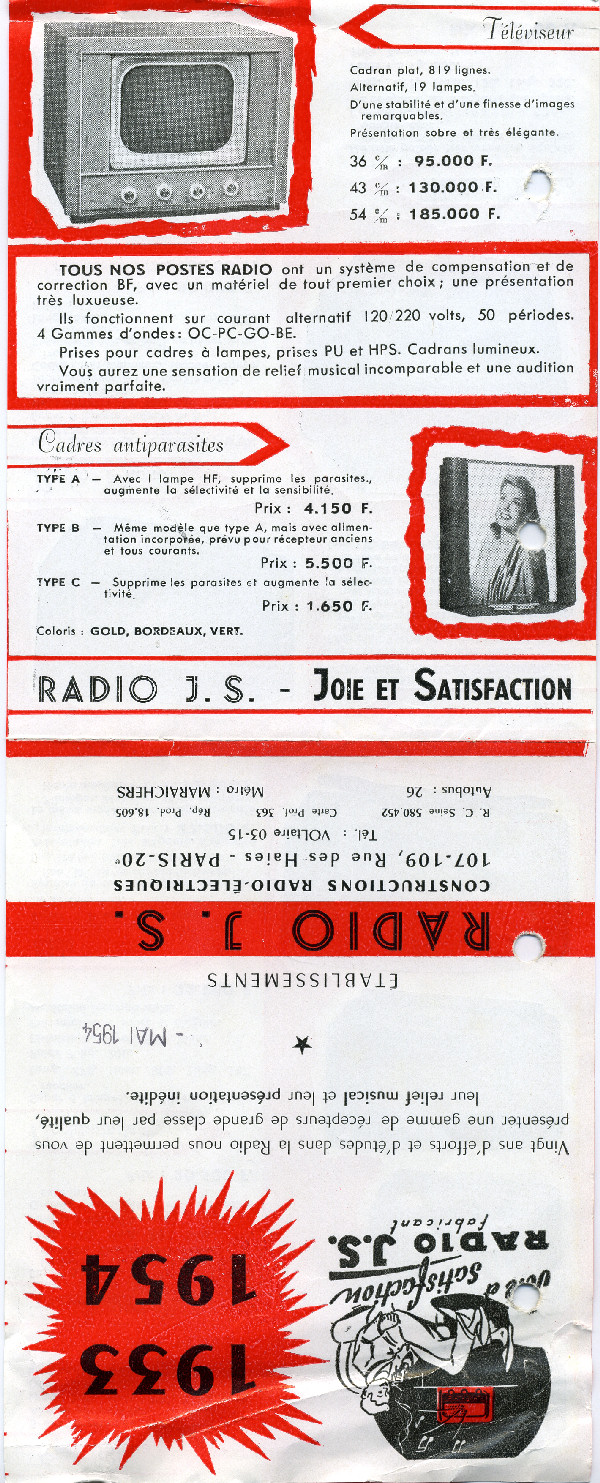 Téléviseur
Cadran plat, 819 lignes.
Alternatif, 19 lampes.
D'une stabilité et d'une finesse d'images
remarquables.
Présentation sobre et très élégante.
36 c/m : 95.000 F.
43 c/m : 130.000 F.
54 c/m : 185.000 F.
TOUS NOS POSTES RADIO ont un système de compensation et de
correction BF, avec un matériel de tout premier choix; une présentation
très luxueuse.
Ils fonctionnent sur courant alternatif 120/220 volts, 50 périodes.
4 Gammes d'ondes: OC-PC-GO-BE.
Prises pour cadres à lampes, prises PU et HPS. Cadrans lumineux.
Vous aurez une sensation de relief musical incomparable et une audition
vraiment parfaite.
Cadres antiparasites
TYPE A — Avec 1 lampe HF, supprime les parasites.,
augmente la sélectivité et la sensibilité.
Prix : 4.150 F.
TYPE B — Même modèle que type A, mais avec alimen-
tation incorporée, prévu pour récepteur anciens
et tous courants.
Prix : 5.500 F.
TYPE C — Supprime les parasites et augmente la sélec-
tivité.
Prix : 1.650 F.
Coloris : GOLD, BORDEAUX, VERT.
RADIO J. S. - JOIE ET SATISFACTION
Joie et
satisfaction
RADIO J.S.
fabricant
1933
1954
Vingt ans d'efforts et d'études dans la Radio nous permettent de vous
présenter une gamme de récepteurs de grande classe par leur qualité,
leur relief musical et leur présentation inédite.
- MAI 1954
ÉTABLISSEMENTS
RADIO J. S.
CONSTRUCTIONS RADIO-ÉLECTRIQUES
107-109, Rue des Haies - PARIS-20e
Tél. : VOLtaire 03-15
R. C. Seine 580.452 Carte Prof. 363 Rép. Prod. 18.605
Autobus : 26 Métro : MARAICHERS